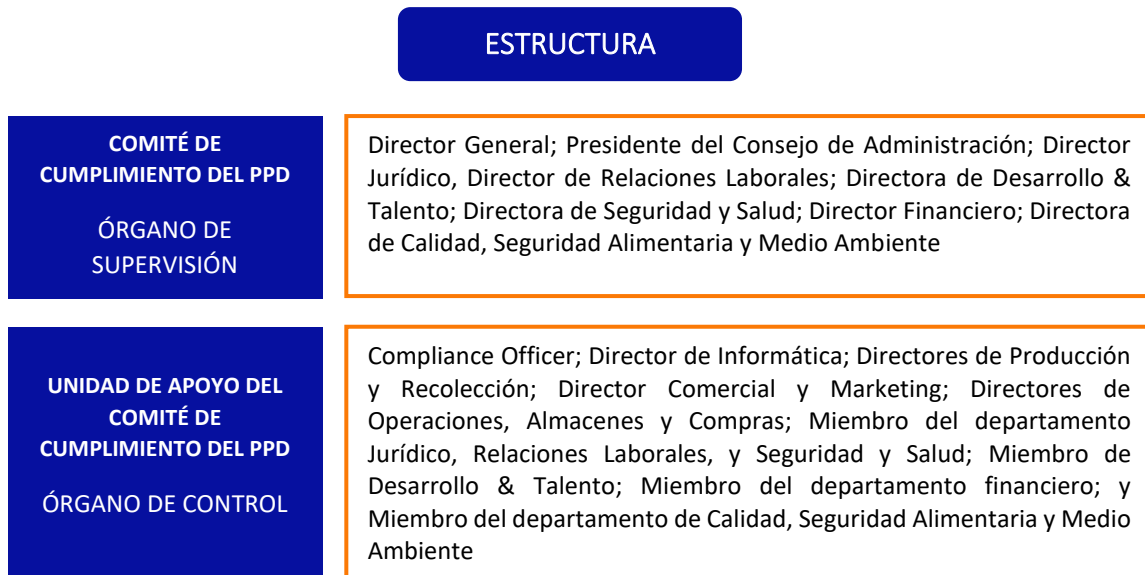 ESTRUCTURA
COMITÉ DE
CUMPLIMIENTO DEL PPD
ÓRGANO DE
SUPERVISIÓN
Director General; Presidente del Consejo de Administración; Director
Jurídico, Director de Relaciones Laborales; Directora de Desarrollo &
Talento; Directora de Seguridad y Salud; Director Financiero; Directora
de Calidad, Seguridad Alimentaria y Medio Ambiente
UNIDAD DE APOYO DEL
COMITÉ DE
CUMPLIMIENTO DEL PPD
ÓRGANO DE CONTROL
Compliance Officer; Director de Informática; Directores de Producción
y Recolección; Director Comercial y Marketing; Directores de
Operaciones, Almacenes y Compras; Miembro del departamento
Jurídico, Relaciones Laborales, y Seguridad y Salud; Miembro de
Desarrollo & Talento; Miembro del departamento financiero; y
Miembro del departamento de Calidad, Seguridad Alimentaria y Medio
Ambiente